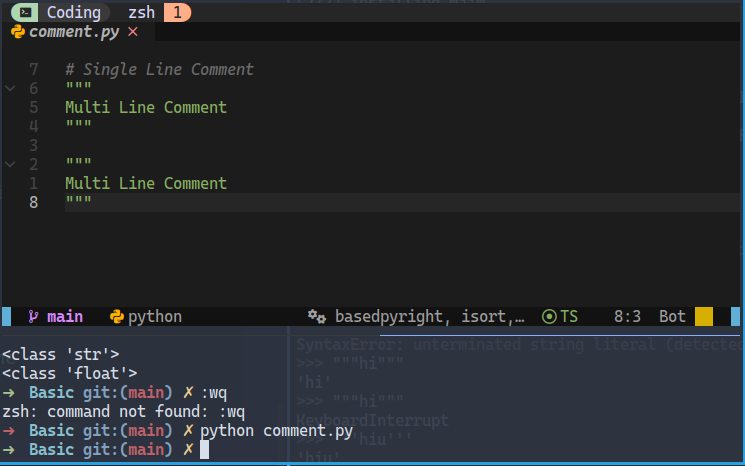 Coding zsh 1
comment.py ×
7 # Single Line Comment
6 """
5 Multi Line Comment
4 """
3
2 """
1 Multi Line Comment
8 """
main python basedpyright, isort,… TS 8:3 Bot
<class 'str'>
<class 'float'>
➜ Basic git:(main) ✗ :wq
zsh: command not found: :wq
➜ Basic git:(main) ✗ python comment.py
➜ Basic git:(main) ✗
SyntaxError: unterminated string literal (detected
>>> """hi"""
'hi'
>>> """hi"""
KeyboardInterrupt
'''hiu'''
'hiu'